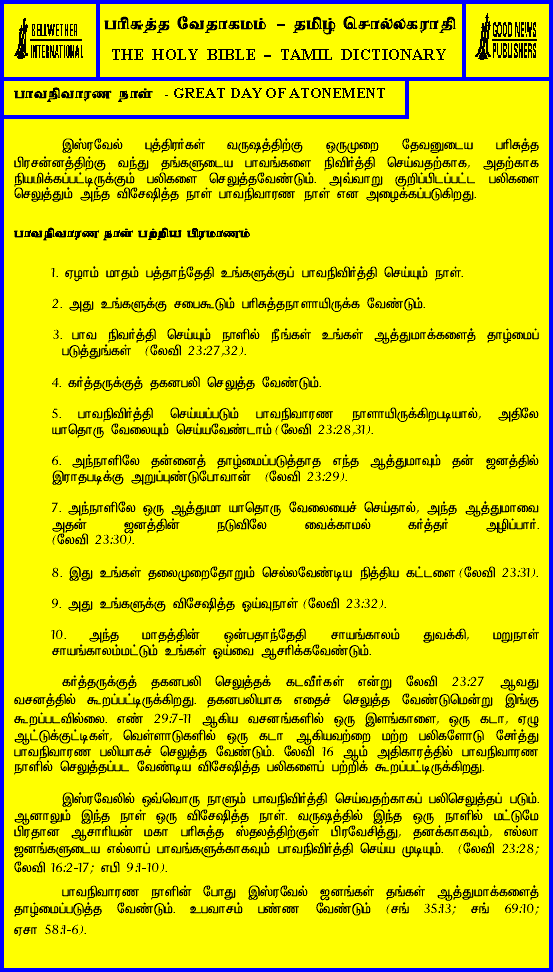 BELLWETHER
INTERNATIONAL
பரிசுத்த வேதாகமம் – தமிழ் சொல்லகராதி
THE HOLY BIBLE – TAMIL DICTIONARY
GOOD NEWS
PUBLISHERS
பாவநிவாரண நாள் - GREAT DAY OF ATONEMENT
இஸ்ரவேல் புத்திரர்கள் வருஷத்திற்கு ஒருமுறை தேவனுடைய பரிசுத்த
பிரசன்னத்திற்கு வந்து தங்களுடைய பாவங்களை நிவிர்த்தி செய்வதற்காக, அதற்காக
நியமிக்கப்பட்டிருக்கும் பலிகளை செலுத்தவேண்டும். அவ்வாறு குறிப்பிடப்பட்ட பலிகளை
செலுத்தும் அந்த விசேஷித்த நாள் பாவநிவாரண நாள் என அழைக்கப்படுகிறது.
பாவநிவாரண நாள் பற்றிய பிரமாணம்
1. ஏழாம் மாதம் பத்தாந்தேதி உங்களுக்குப் பாவநிவிர்த்தி செய்யும் நாள்.
2. அது உங்களுக்கு சபைகூடும் பரிசுத்தநாளாயிருக்க வேண்டும்.
3. பாவ நிவர்த்தி செய்யும் நாளில் நீங்கள் உங்கள் ஆத்துமாக்களைத் தாழ்மைப்
படுத்துங்கள் (லேவி 23:27,32).
4. கர்த்தருக்குத் தகனபலி செலுத்த வேண்டும்.
5. பாவநிவிர்த்தி செய்யப்படும் பாவநிவாரண நாளாயிருக்கிறபடியால், அதிலே
யாதொரு வேலையும் செய்யவேண்டாம் (லேவி 23:28,31).
6. அந்நாளிலே தன்னைத் தாழ்மைப்படுத்தாத எந்த ஆத்துமாவும் தன் ஜனத்தில்
இராதபடிக்கு அறுப்புண்டுபோவான் (லேவி 23:29).
7. அந்நாளிலே ஒரு ஆத்துமா யாதொரு வேலையைச் செய்தால், அந்த ஆத்துமாவை
அதன் ஜனத்தின் நடுவிலே வைக்காமல் கர்த்தர் அழிப்பார்.
(லேவி 23:30).
8. இது உங்கள் தலைமுறைதோறும் செல்லவேண்டிய நித்திய கட்டளை (லேவி 23:31).
9. அது உங்களுக்கு விசேஷித்த ஓய்வுநாள் (லேவி 23:32).
10. அந்த மாதத்தின் ஒன்பதாந்தேதி சாயங்காலம் துவக்கி, மறுநாள்
சாயங்காலம்மட்டும் உங்கள் ஓய்வை ஆசரிக்கவேண்டும்.
கர்த்தருக்குத் தகனபலி செலுத்தக் கடவீர்கள் என்று லேவி 23:27 ஆவது
வசனத்தில் கூறப்பட்டிருக்கிறது. தகனபலியாக எதைச் செலுத்த வேண்டுமென்று இங்கு
கூறப்படவில்லை. எண் 29:7-11 ஆகிய வசனங்களில் ஒரு இளங்காளை, ஒரு கடா, ஏழு
ஆட்டுக்குட்டிகள், வெள்ளாடுகளில் ஒரு கடா ஆகியவற்றை மற்ற பலிகளோடு சேர்த்து
பாவநிவாரண பலியாகச் செலுத்த வேண்டும். லேவி 16 ஆம் அதிகாரத்தில் பாவநிவாரண
நாளில் செலுத்தப்பட வேண்டிய விசேஷித்த பலிகளைப் பற்றிக் கூறப்பட்டிருக்கிறது.
இஸ்ரவேலில் ஒவ்வொரு நாளும் பாவநிவிர்த்தி செய்வதற்காகப் பலிசெலுத்தப் படும்.
ஆனாலும் இந்த நாள் ஒரு விசேஷித்த நாள். வருஷத்தில் இந்த ஒரு நாளில் மட்டுமே
பிரதான ஆசாரியன் மகா பரிசுத்த ஸ்தலத்திற்குள் பிரவேசித்து, தனக்காகவும், எல்லா
ஜனங்களுடைய எல்லாப் பாவங்களுக்காகவும் பாவநிவிர்த்தி செய்ய முடியும். (லேவி 23:28;
லேவி 16:2-17; எபி 9:1-10).
பாவநிவாரண நாளின் போது இஸ்ரவேல் ஜனங்கள் தங்கள் ஆத்துமாக்களைத்
தாழ்மைப்படுத்த வேண்டும். உபவாசம் பண்ண வேண்டும் (சங் 35:13; சங் 69:10;
ஏசா 58:1-6).